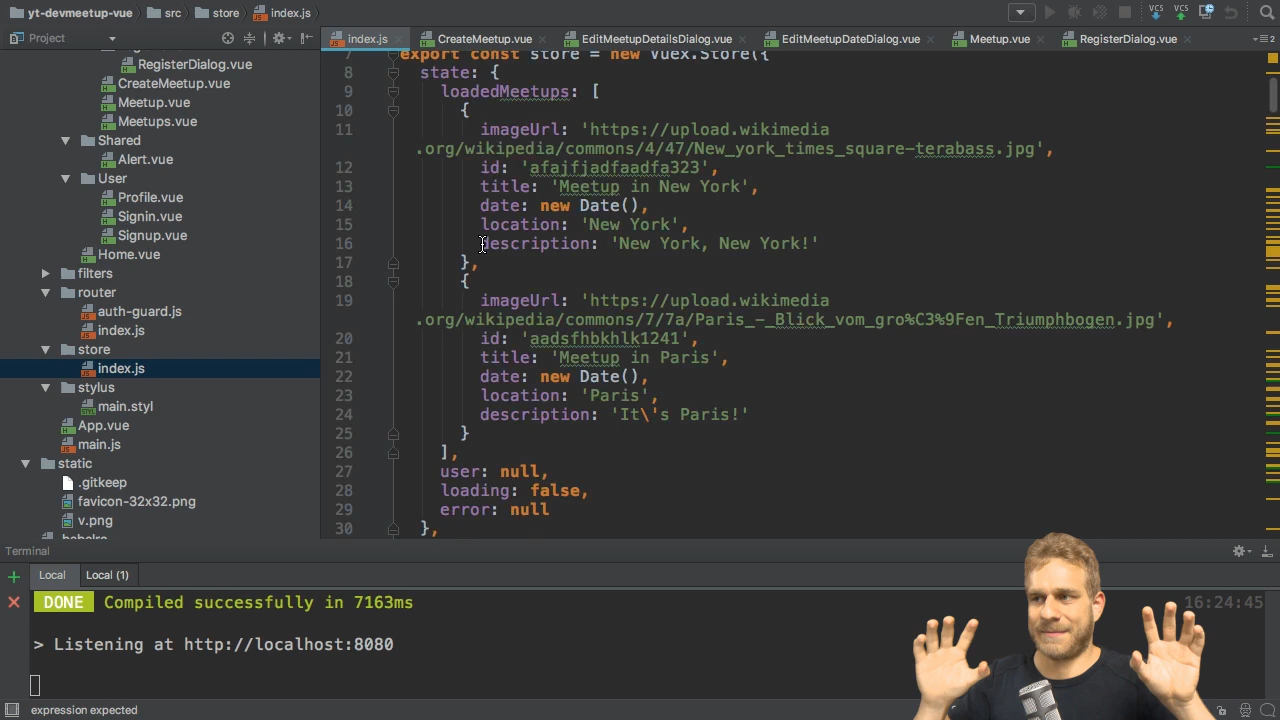 yt-devmeetup-vue
src
store
index.js
VCS
VCS
Project
index.js
CreateMeetup.vue
EditMeetupDetailsDialog.vue
EditMeetupDateDialog.vue
Meetup.vue
RegisterDialog.vue
2
RegisterDialog.vue
CreateMeetup.vue
Meetup.vue
Meetups.vue
Shared
Alert.vue
User
Profile.vue
Signin.vue
Signup.vue
Home.vue
filters
router
auth-guard.js
index.js
store
index.js
stylus
main.styl
App.vue
main.js
static
.gitkeep
favicon-32x32.png
v.png
.babelrc
7 export const store = new Vuex.Store({
8 state: {
9 loadedMeetups: [
10 {
11 imageUrl: 'https://upload.wikimedia
.org/wikipedia/commons/4/47/New_york_times_square-terabass.jpg',
12 id: 'afajfjadfaadfa323',
13 title: 'Meetup in New York',
14 date: new Date(),
15 location: 'New York',
16 description: 'New York, New York!'
17 },
18 {
19 imageUrl: 'https://upload.wikimedia
.org/wikipedia/commons/7/7a/Paris_-_Blick_vom_gro%C3%9Fen_Triumphbogen.jpg',
20 id: 'aadsfhbkhlk1241',
21 title: 'Meetup in Paris',
22 date: new Date(),
23 location: 'Paris',
24 description: 'It\'s Paris!'
25 }
26 ],
27 user: null,
28 loading: false,
29 error: null
30 },
Terminal
Local
Local (1)
DONE Compiled successfully in 7163ms
16:24:45
> Listening at http://localhost:8080
expression expected